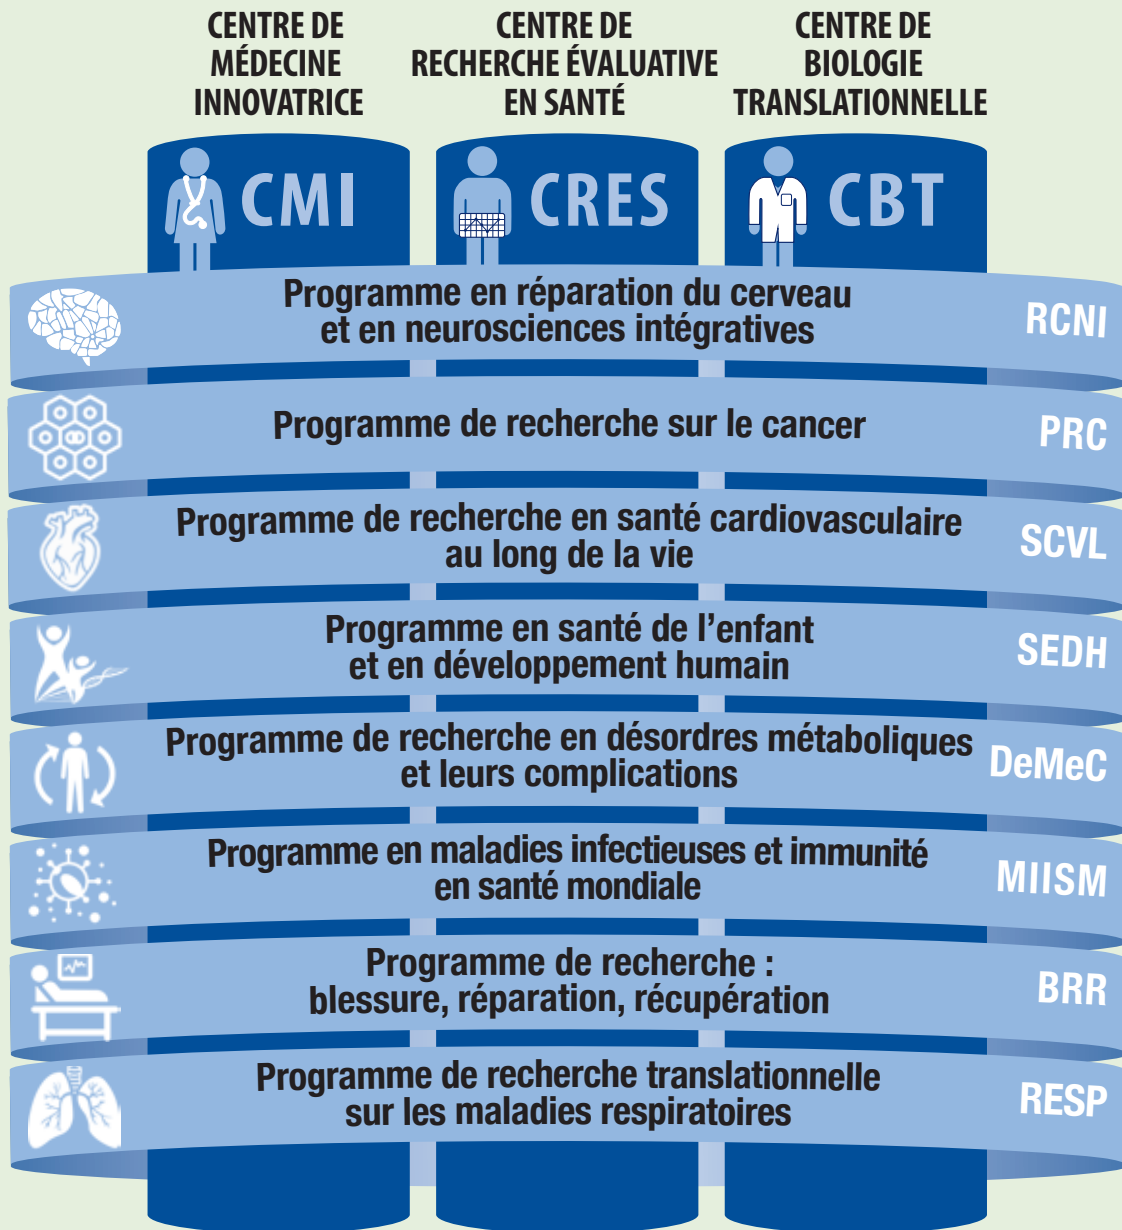 CENTRE DE
MÉDECINE
INNOVATRICE
CENTRE DE
RECHERCHE ÉVALUATIVE
EN SANTÉ
CENTRE DE
BIOLOGIE
TRANSLATIONNELLE
CMI
CRES
CBT
Programme en réparation du cerveau
et en neurosciences intégratives
RCNI
Programme de recherche sur le cancer
PRC
Programme de recherche en santé cardiovasculaire
au long de la vie
SCVL
Programme en santé de l’enfant
et en développement humain
SEDH
Programme de recherche en désordres métaboliques
et leurs complications
DeMeC
Programme en maladies infectieuses et immunité
en santé mondiale
MIISM
Programme de recherche :
blessure, réparation, récupération
BRR
Programme de recherche translationnelle
sur les maladies respiratoires
RESP